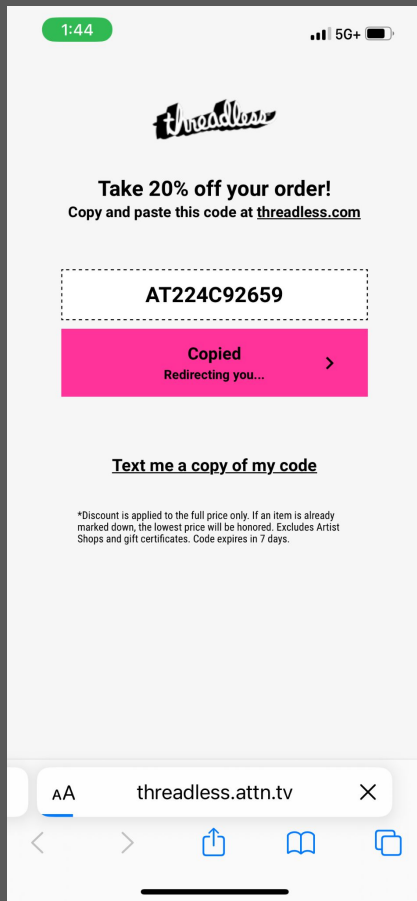 1:44
5G+
threadless
Take 20% off your order!
Copy and paste this code at threadless.com
AT224C92659
Copied
Redirecting you...
Text me a copy of my code
*Discount is applied to the full price only. If an item is already
marked down, the lowest price will be honored. Excludes Artist
Shops and gift certificates. Code expires in 7 days.
AA threadless.attn.tv